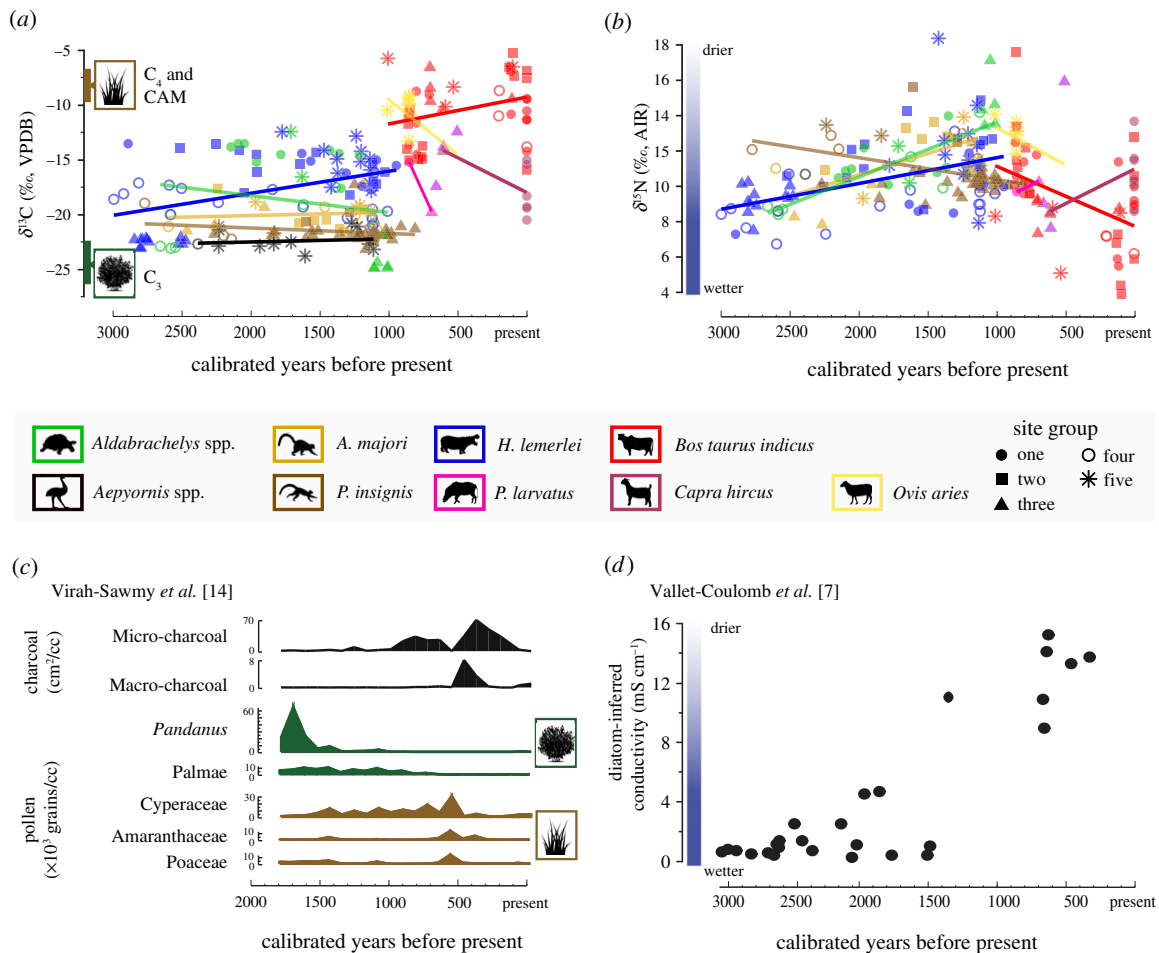 (a)
−5
−10
−15
−20
−25
δ¹³C (‰, VPDB)
C₄ and
CAM
C₃
3000 2500 2000 1500 1000 500 present
calibrated years before present
(b)
18
16
14
12
10
8
6
4
δ¹⁵N (‰, AIR)
drier
wetter
3000 2500 2000 1500 1000 500 present
calibrated years before present
Aldabrachelys spp. A. majori H. lemerlei Bos taurus indicus
Aepyornis spp. P. insignis P. larvatus Capra hircus Ovis aries
site group
one four
two five
three
(c)
Virah-Sawmy et al. [14]
charcoal
(cm²/cc)
Micro-charcoal
70
0
Macro-charcoal
8
0
pollen
(×10³ grains/cc)
Pandanus
60
0
Palmae
10
0
Cyperaceae
30
0
Amaranthaceae
10
0
Poaceae
10
0
2000 1500 1000 500 present
calibrated years before present
(d)
Vallet-Coulomb et al. [7]
16
12
8
4
0
diatom-inferred
conductivity (mS cm⁻¹)
drier
wetter
3000 2500 2000 1500 1000 500 present
calibrated years before present